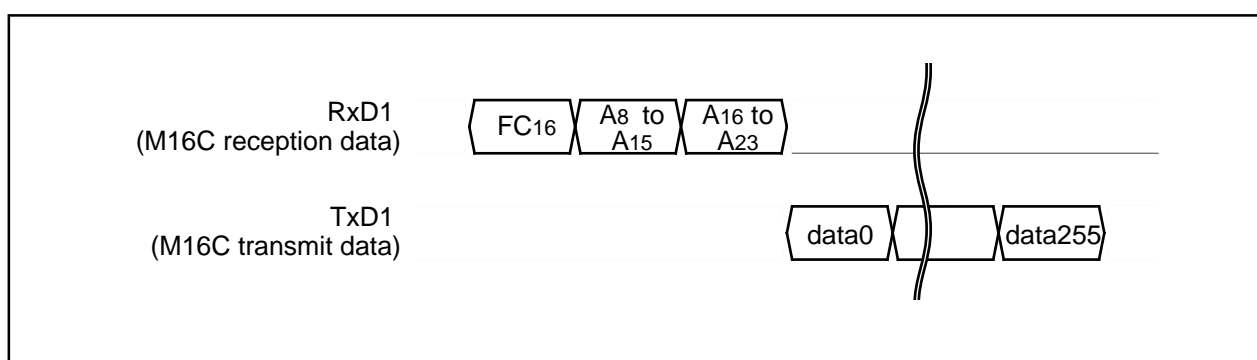 RxD1
(M16C reception data)
FC16
A8 to
A15
A16 to
A23
TxD1
(M16C transmit data)
data0
data255